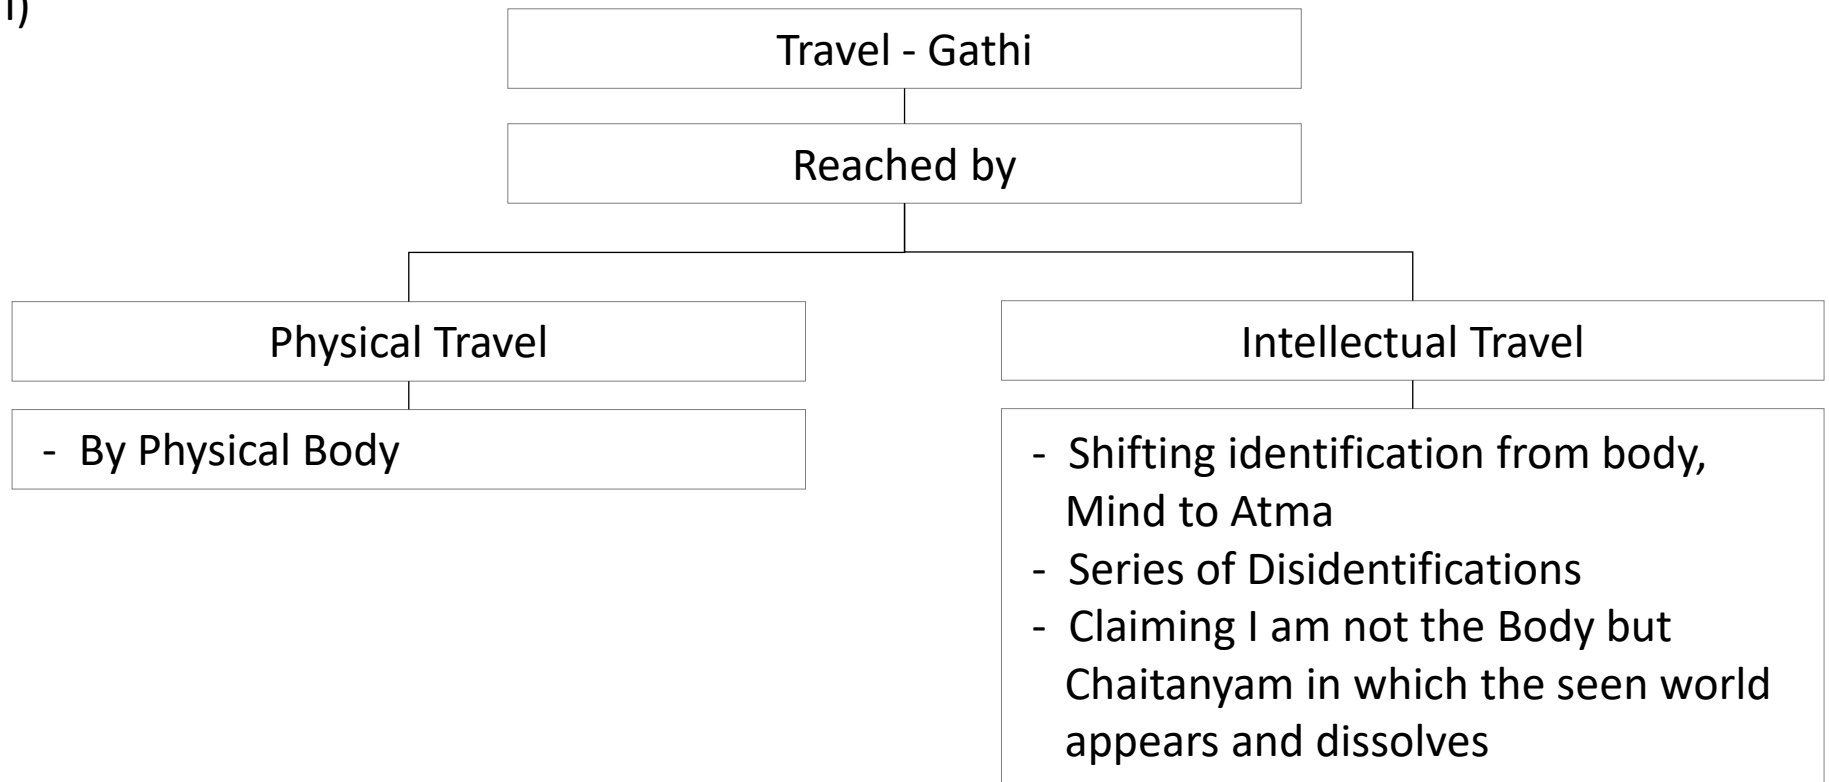 i)
Travel - Gathi
Reached by
Physical Travel
Intellectual Travel
- By Physical Body
- Shifting identification from body,
Mind to Atma
- Series of Disidentifications
- Claiming I am not the Body but
Chaitanyam in which the seen world
appears and dissolves